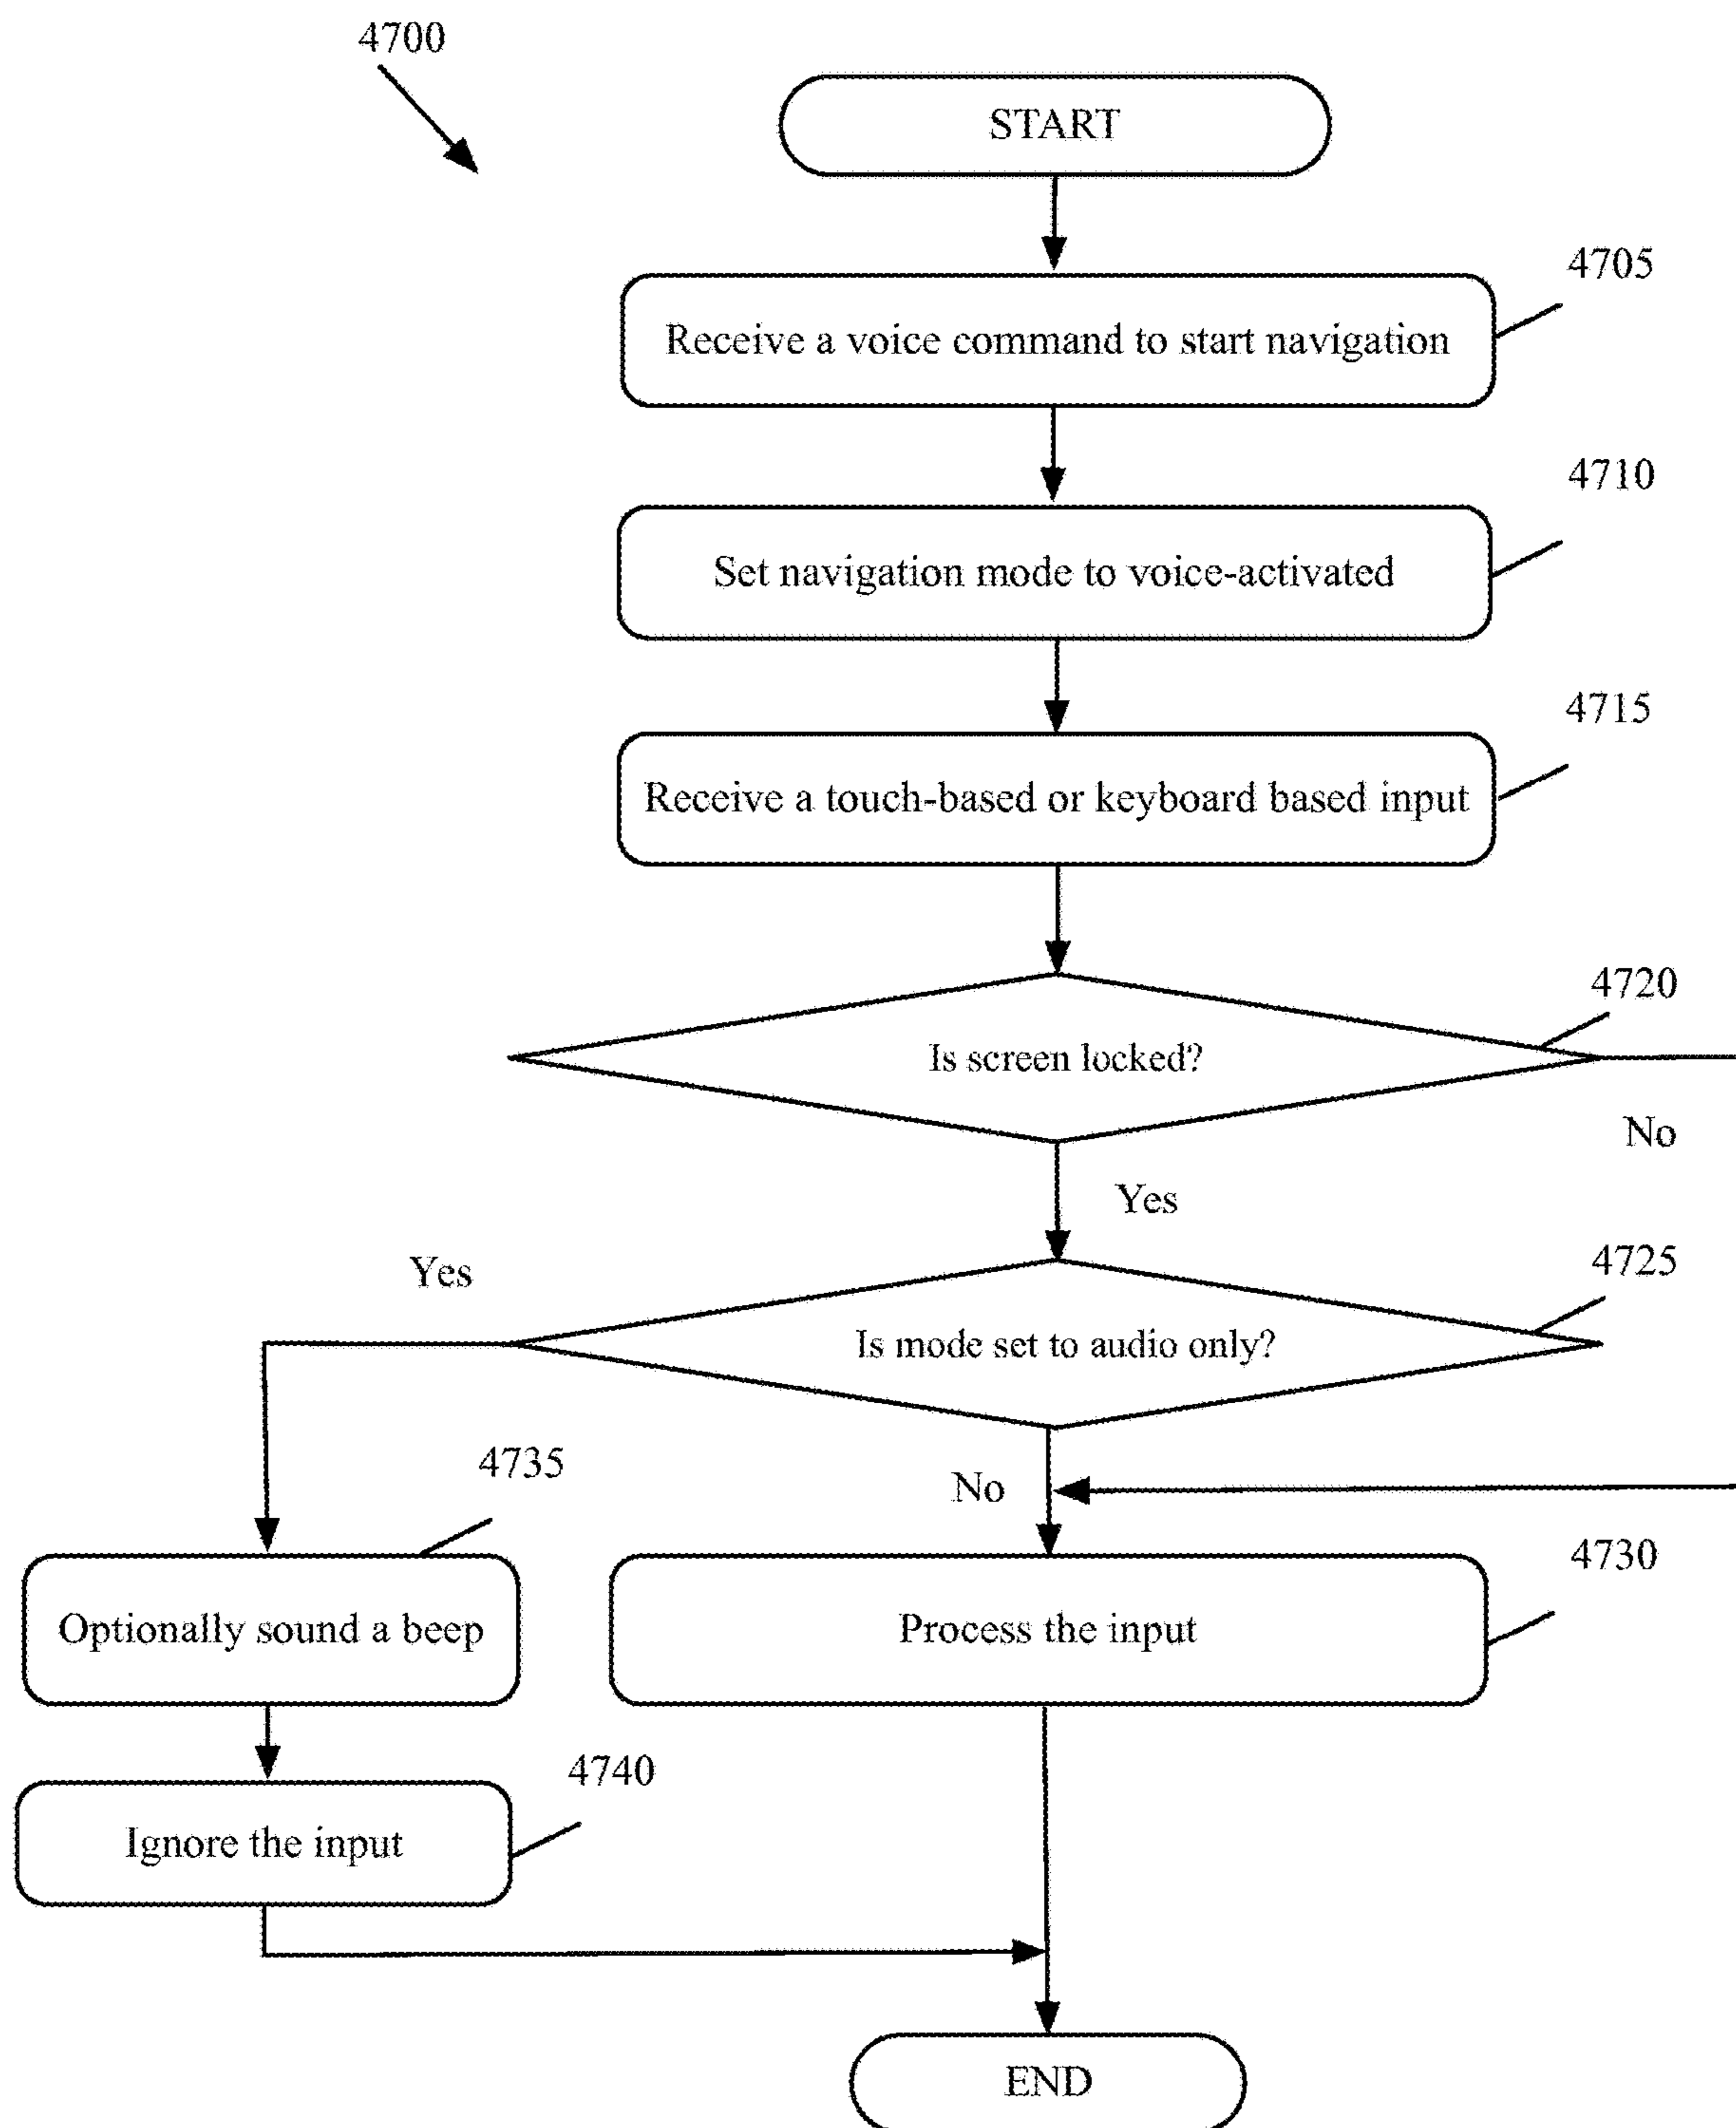 4700
START
4705
Receive a voice command to start navigation
4710
Set navigation mode to voice-activated
4715
Receive a touch-based or keyboard based input
4720
Is screen locked?
No
Yes
4725
Yes
Is mode set to audio only?
4735
No
4730
Optionally sound a beep
Process the input
4740
Ignore the input
END